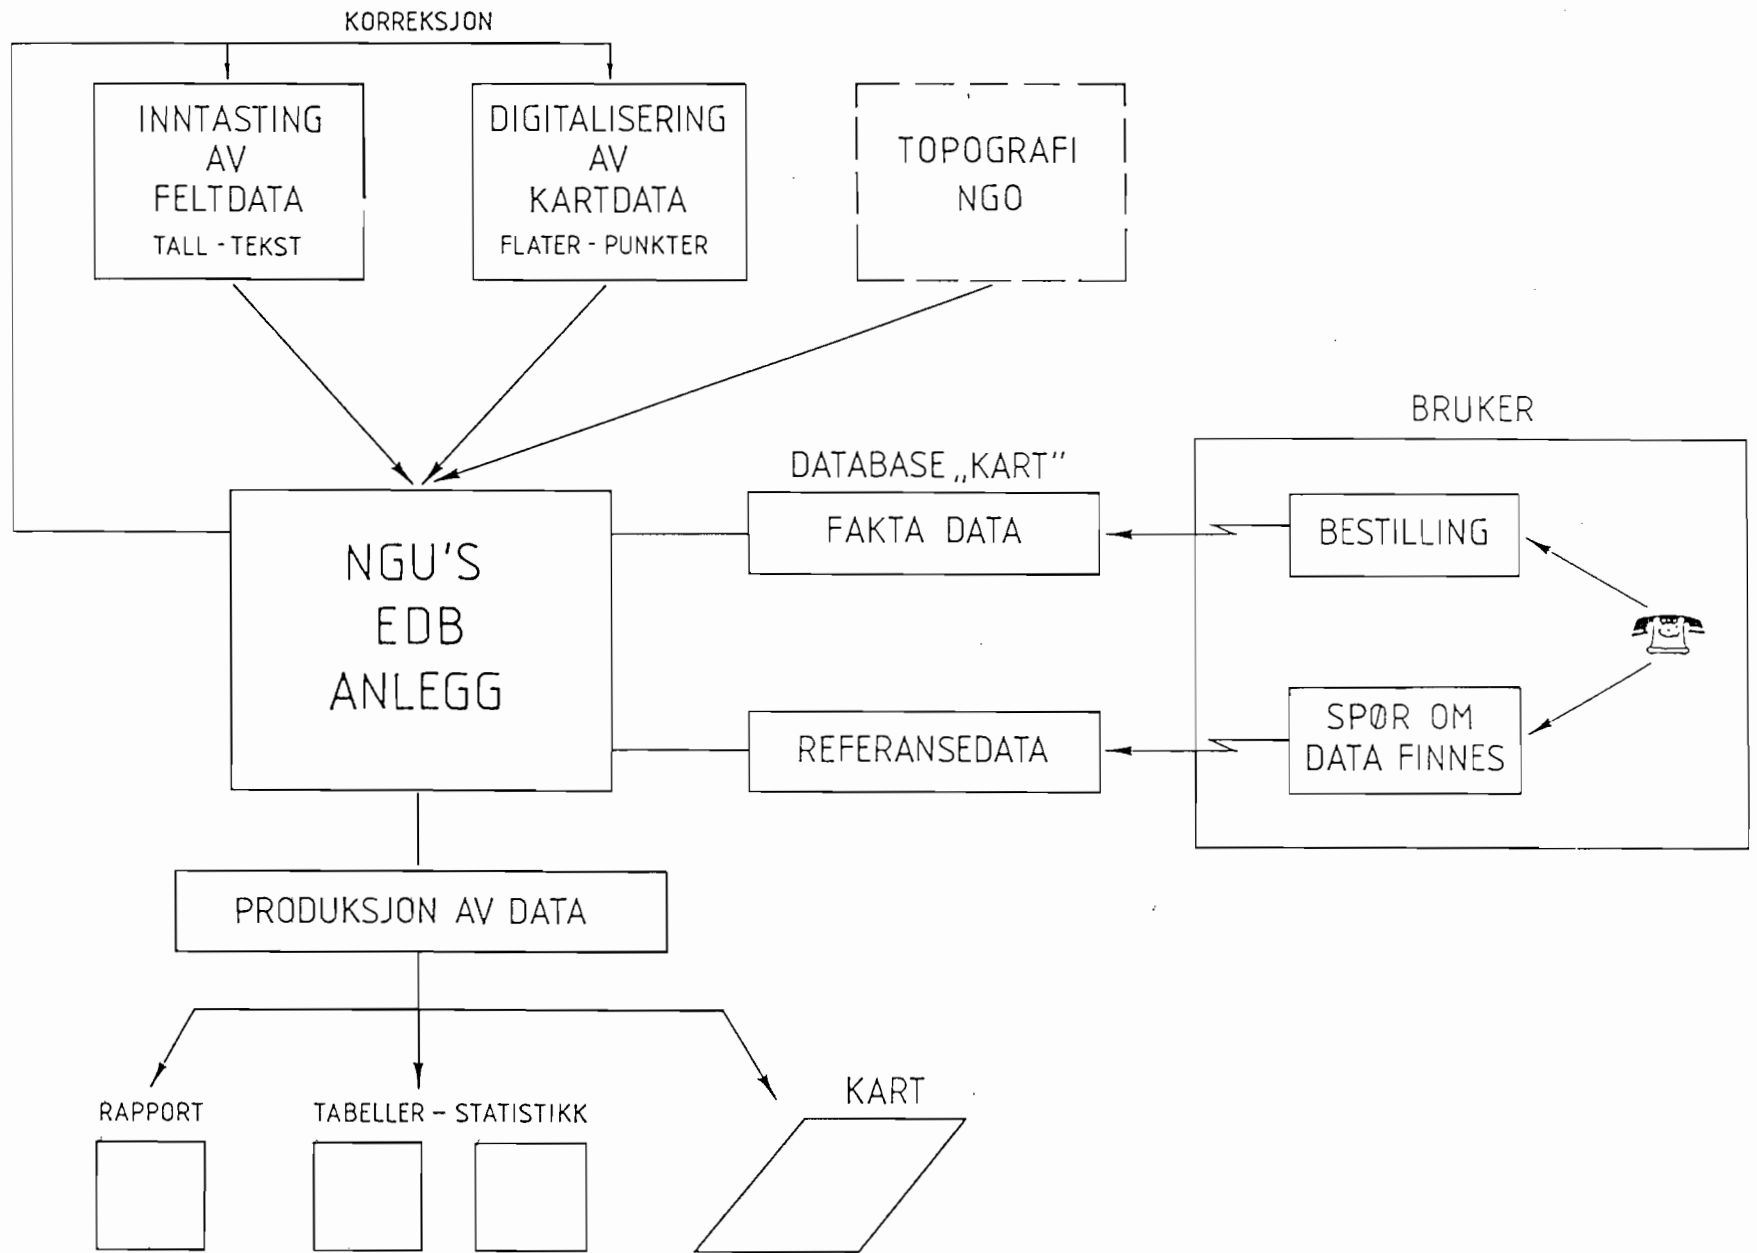 KORREKSJON
INNTASTING
AV
FELTDATA
TALL - TEKST
DIGITALISERING
AV
KARTDATA
FLATER - PUNKTER
TOPOGRAFI
NGO
BRUKER
DATABASE „KART"
FAKTA DATA
BESTILLING
NGU'S
EDB
ANLEGG
REFERANSEDATA
SPØR OM
DATA FINNES
PRODUKSJON AV DATA
RAPPORT
TABELLER - STATISTIKK
KART